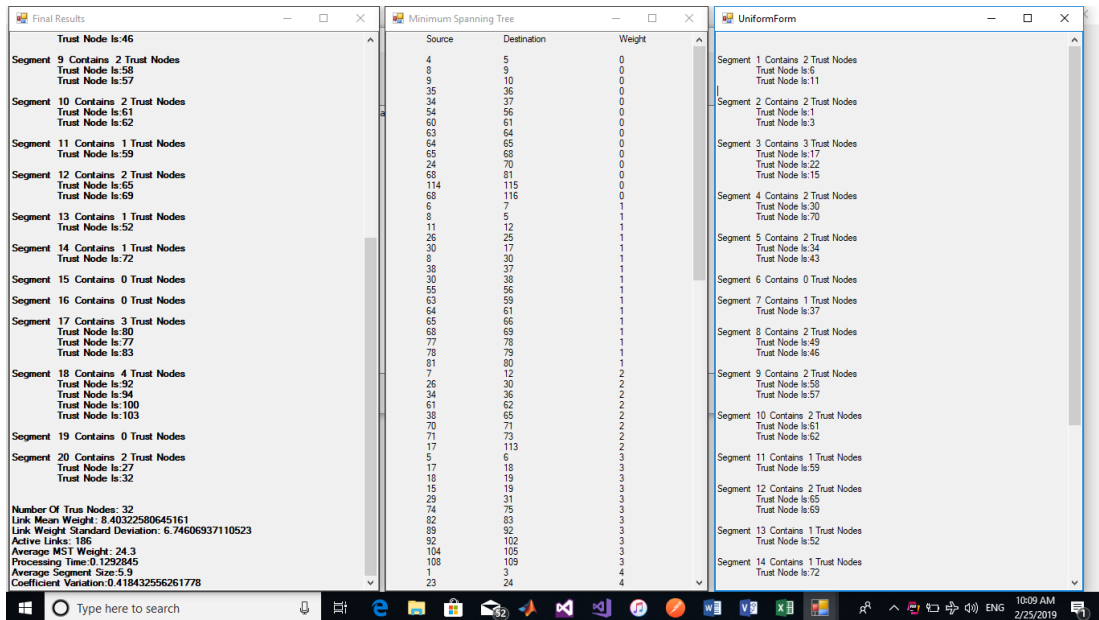 Final Results
Trust Node Is:46
Segment 9 Contains 2 Trust Nodes
Trust Node Is:58
Trust Node Is:57
Segment 10 Contains 2 Trust Nodes
Trust Node Is:61
Trust Node Is:62
Segment 11 Contains 1 Trust Nodes
Trust Node Is:59
Segment 12 Contains 2 Trust Nodes
Trust Node Is:65
Trust Node Is:69
Segment 13 Contains 1 Trust Nodes
Trust Node Is:52
Segment 14 Contains 1 Trust Nodes
Trust Node Is:72
Segment 15 Contains 0 Trust Nodes
Segment 16 Contains 0 Trust Nodes
Segment 17 Contains 3 Trust Nodes
Trust Node Is:80
Trust Node Is:77
Trust Node Is:83
Segment 18 Contains 4 Trust Nodes
Trust Node Is:92
Trust Node Is:94
Trust Node Is:100
Trust Node Is:103
Segment 19 Contains 0 Trust Nodes
Segment 20 Contains 2 Trust Nodes
Trust Node Is:27
Trust Node Is:32
Number Of Trus Nodes: 32
Link Mean Weight: 8.40322580645161
Link Weight Standard Deviation: 6.74606937110523
Active Links: 186
Average MST Weight: 24.3
Processing Time:0.1292845
Average Segment Size:5.9
Coefficient Variation:0.418432556261778
Minimum Spanning Tree
Source Destination Weight
4 5 0
8 9 0
9 10 0
35 36 0
34 37 0
54 56 0
60 61 0
63 64 0
64 65 0
65 68 0
24 70 0
68 81 0
114 115 0
68 116 0
6 7 1
8 5 1
11 12 1
26 25 1
30 17 1
8 30 1
38 37 1
30 38 1
55 56 1
63 59 1
64 61 1
65 66 1
68 69 1
77 78 1
78 79 1
81 80 1
7 12 2
26 30 2
34 36 2
61 62 2
38 65 2
70 71 2
71 73 2
17 113 2
5 6 3
17 18 3
18 19 3
15 19 3
29 31 3
74 75 3
82 83 3
89 92 3
92 102 3
104 105 3
108 109 3
1 3 4
23 24 4
UniformForm
Segment 1 Contains 2 Trust Nodes
Trust Node Is:6
Trust Node Is:11
Segment 2 Contains 2 Trust Nodes
Trust Node Is:1
Trust Node Is:3
Segment 3 Contains 3 Trust Nodes
Trust Node Is:17
Trust Node Is:22
Trust Node Is:15
Segment 4 Contains 2 Trust Nodes
Trust Node Is:30
Trust Node Is:70
Segment 5 Contains 2 Trust Nodes
Trust Node Is:34
Trust Node Is:43
Segment 6 Contains 0 Trust Nodes
Segment 7 Contains 1 Trust Nodes
Trust Node Is:37
Segment 8 Contains 2 Trust Nodes
Trust Node Is:49
Trust Node Is:46
Segment 9 Contains 2 Trust Nodes
Trust Node Is:58
Trust Node Is:57
Segment 10 Contains 2 Trust Nodes
Trust Node Is:61
Trust Node Is:62
Segment 11 Contains 1 Trust Nodes
Trust Node Is:59
Segment 12 Contains 2 Trust Nodes
Trust Node Is:65
Trust Node Is:69
Segment 13 Contains 1 Trust Nodes
Trust Node Is:52
Segment 14 Contains 1 Trust Nodes
Trust Node Is:72
Type here to search
52
ENG
10:09 AM
2/25/2019
1